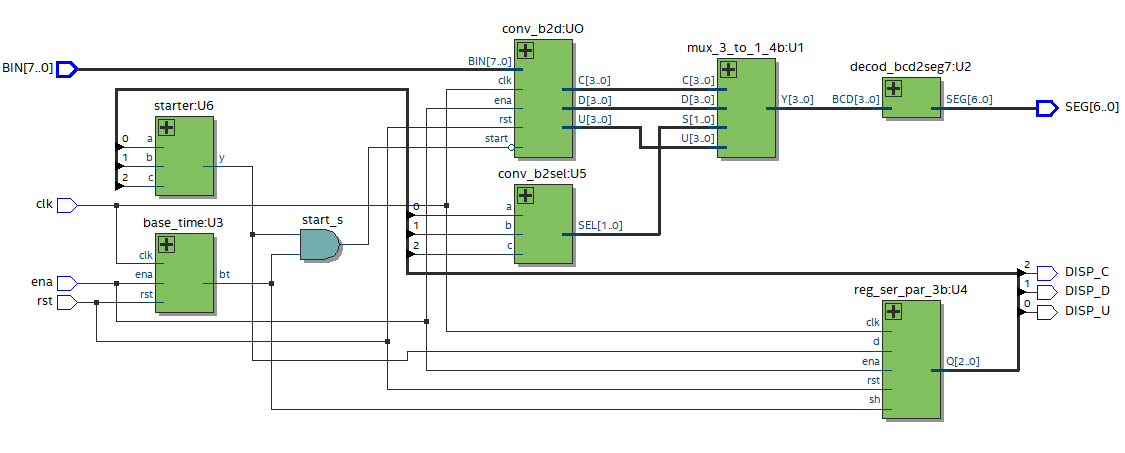 conv_b2d:UO
BIN[7..0]
BIN[7..0]
clk
ena
rst
start
C[3..0]
D[3..0]
U[3..0]
mux_3_to_1_4b:U1
C[3..0]
D[3..0]
S[1..0]
U[3..0]
Y[3..0]
decod_bcd2seg7:U2
BCD[3..0]
SEG[6..0]
SEG[6..0]
starter:U6
0
a
1
b
2
c
y
conv_b2sel:U5
0
a
1
b
2
c
SEL[1..0]
clk
base_time:U3
clk
ena
rst
bt
start_s
ena
rst
2
DISP_C
1
DISP_D
0
DISP_U
reg_ser_par_3b:U4
clk
d
ena
rst
sh
Q[2..0]